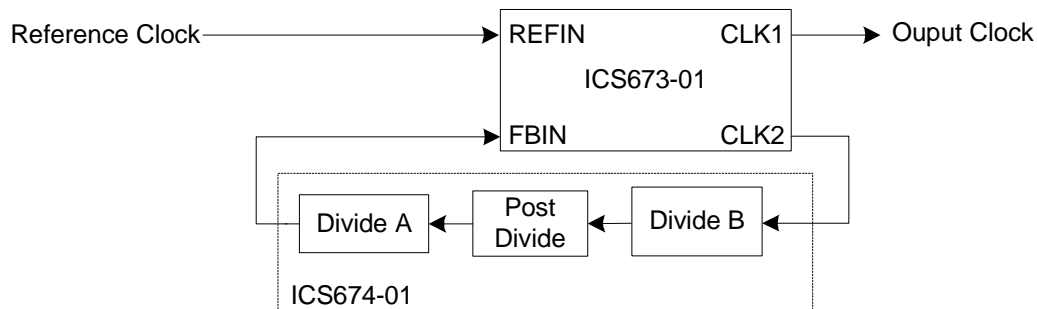 Reference Clock
REFIN
CLK1
Ouput Clock
ICS673-01
FBIN
CLK2
Divide A
Post
Divide
Divide B
ICS674-01